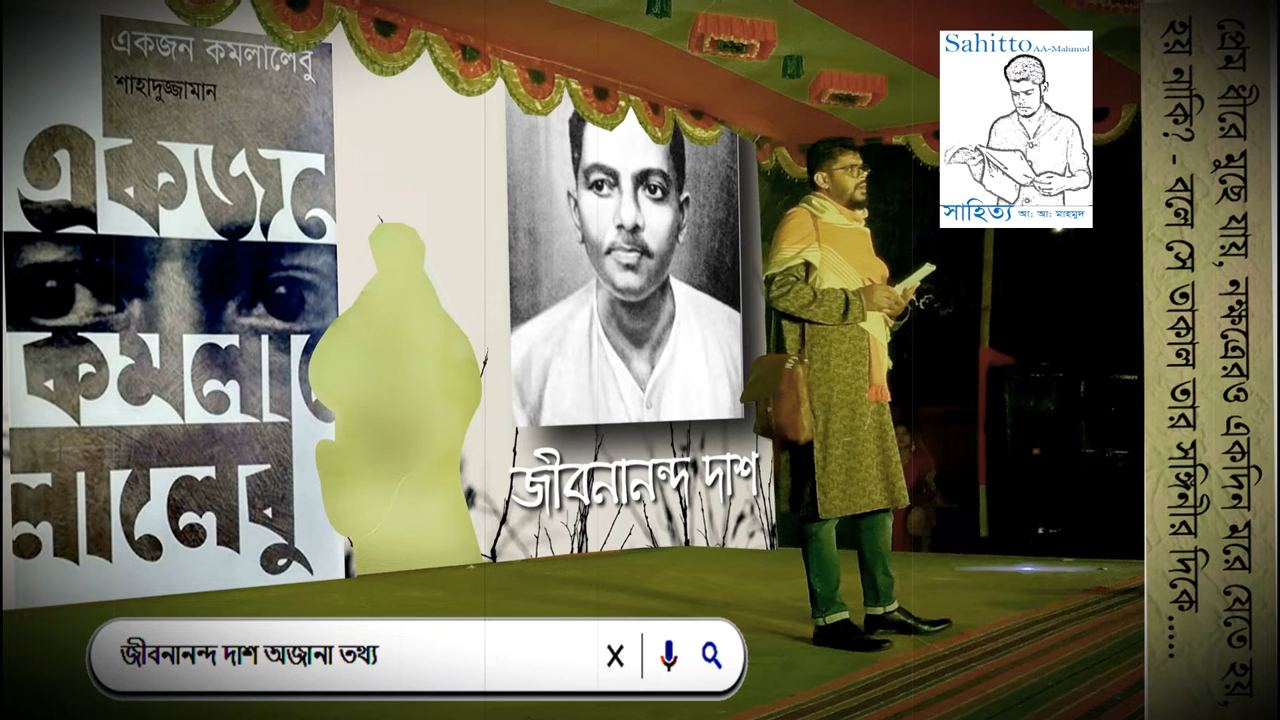 একজন কমলালেবু
শাহাদুজ্জামান
একজন
কমলালে
লালেবু
জীবনানন্দ দাশ
জীবনানন্দ দাশ অজানা তথ্য
Sahitto AA-Mahmud
সাহিত্য আ: আ: মাহমুদ
প্রেম ধীরে মুছে যায়, নক্ষত্রেরও একদিন মরে যেতে হয়,
হয় নাকি? - বলে সে তাকাল তার সঙ্গিনীর দিকে.....